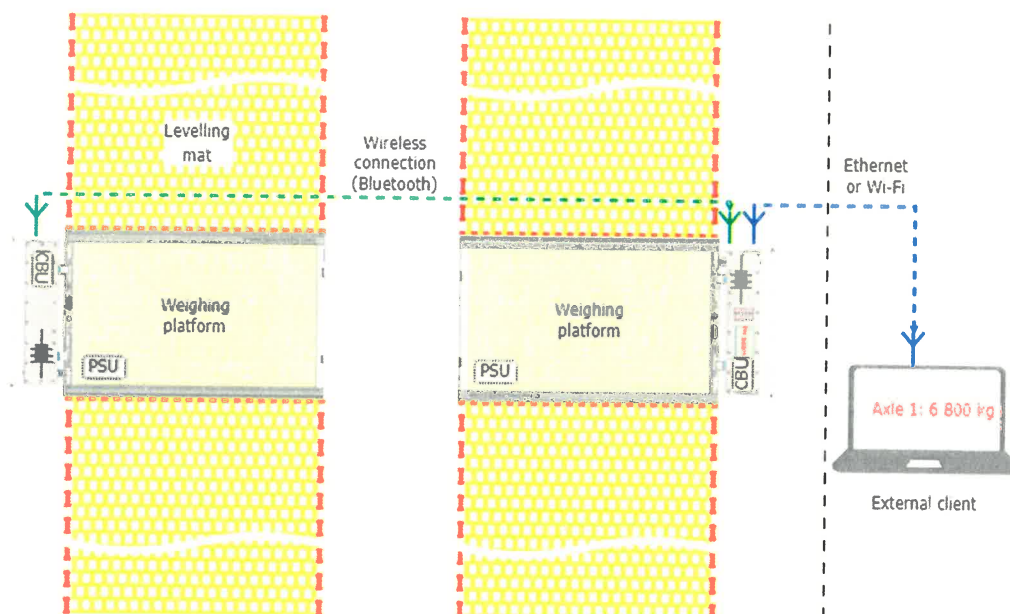 Levelling
mat
Wireless
connection
(Bluetooth)
Ethernet
or Wi-Fi
CBU
Weighing
platform
PSU
Weighing
platform
PSU
CBU
Axle 1: 6 800 kg
External client